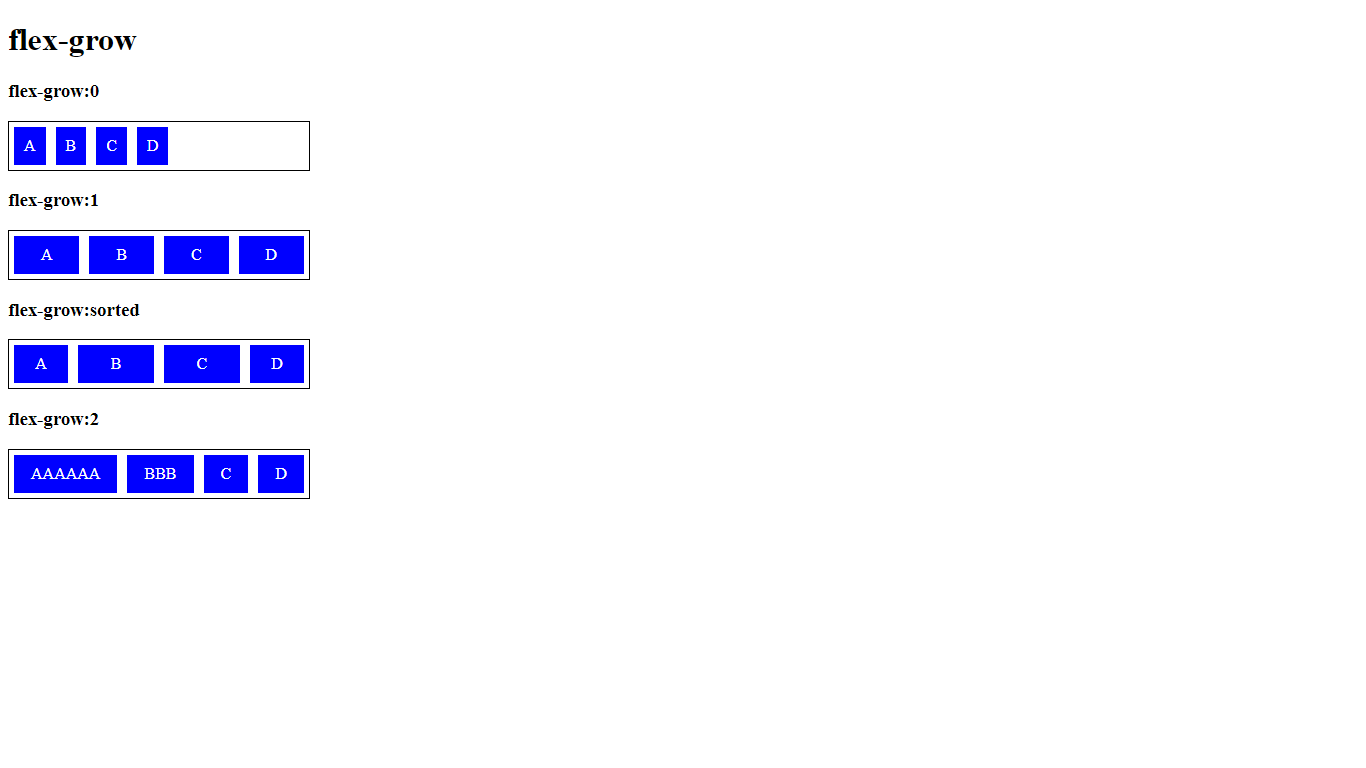 flex-grow
flex-grow:0
A B C D
flex-grow:1
A B C D
flex-grow:sorted
A B C D
flex-grow:2
AAAAAA BBB C D